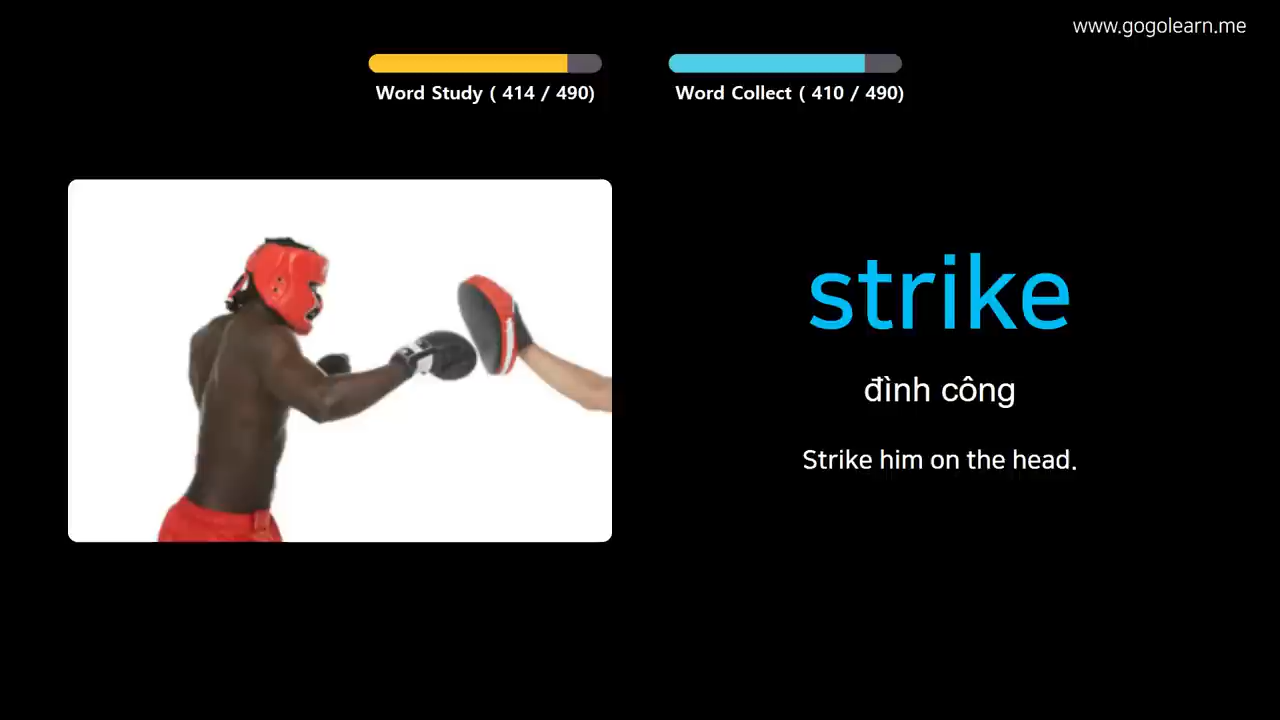 www.gogolearn.me
Word Study ( 414 / 490)
Word Collect ( 410 / 490)
strike
đình công
Strike him on the head.